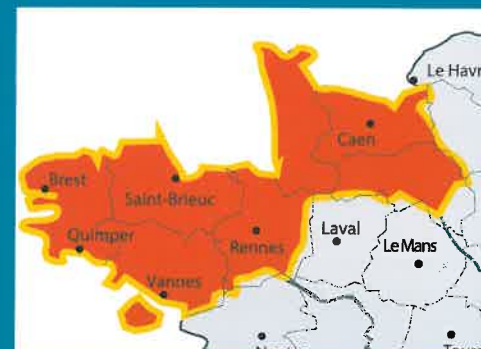 Le Havr
Caen
Brest
Saint-Brieuc
Quimper
Rennes
Laval
Le Mans
Vannes